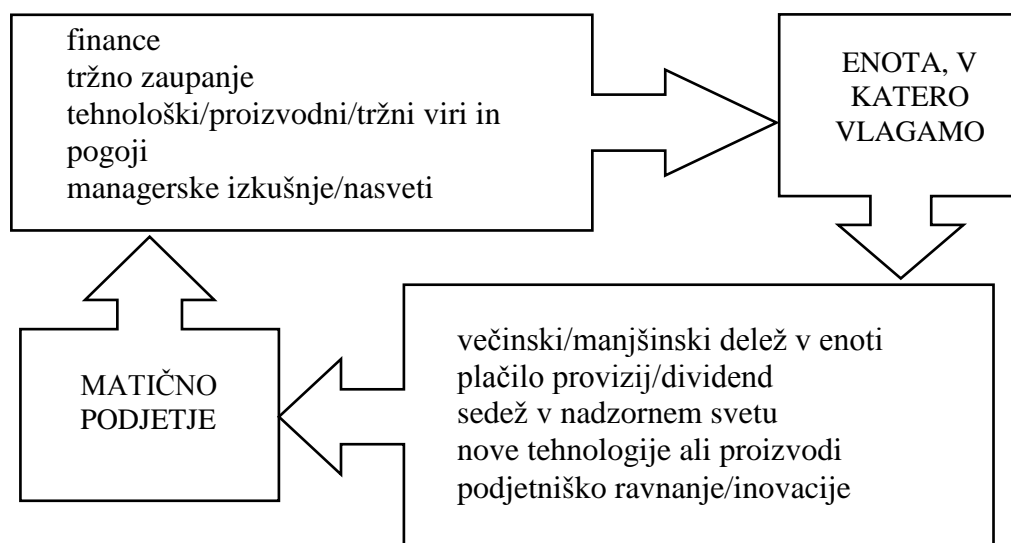 finance
tržno zaupanje
tehnološki/proizvodni/tržni viri in
pogoji
managerske izkušnje/nasveti
ENOTA, V
KATERO
VLAGAMO
MATIČNO
PODJETJE
večinski/manjšinski delež v enoti
plačilo provizij/dividend
sedež v nadzornem svetu
nove tehnologije ali proizvodi
podjetniško ravnanje/inovacije